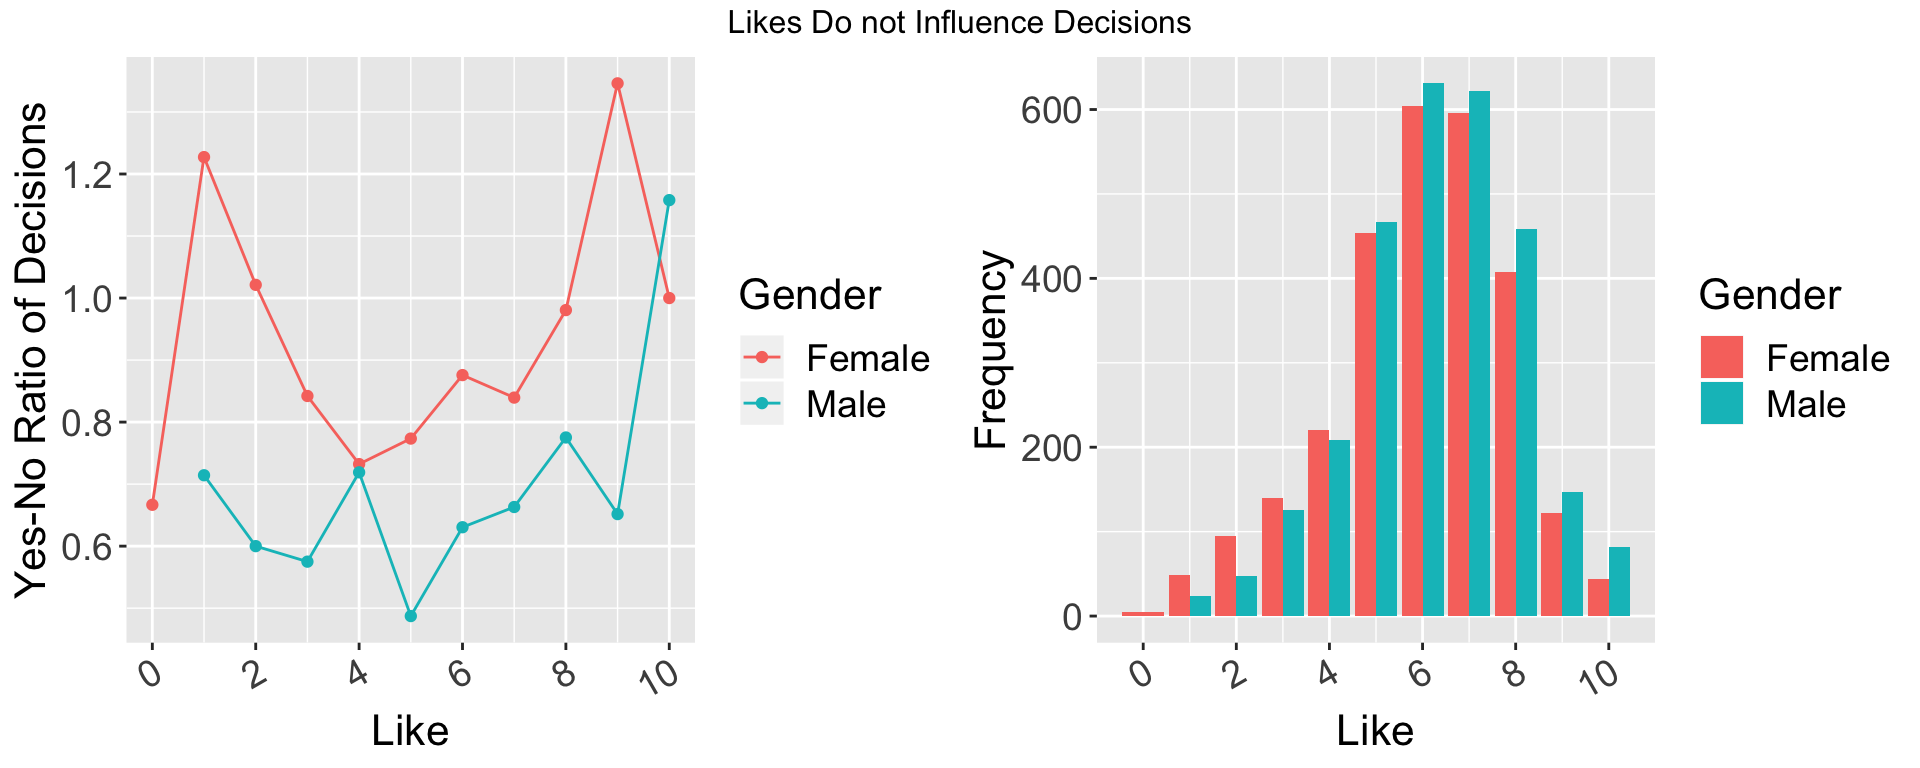 Likes Do not Influence Decisions
Yes-No Ratio of Decisions
1.2
1.0
0.8
0.6
0 2 4 6 8 10
Like
Gender
Female
Male
Frequency
600
400
200
0
0 2 4 6 8 10
Like
Gender
Female
Male